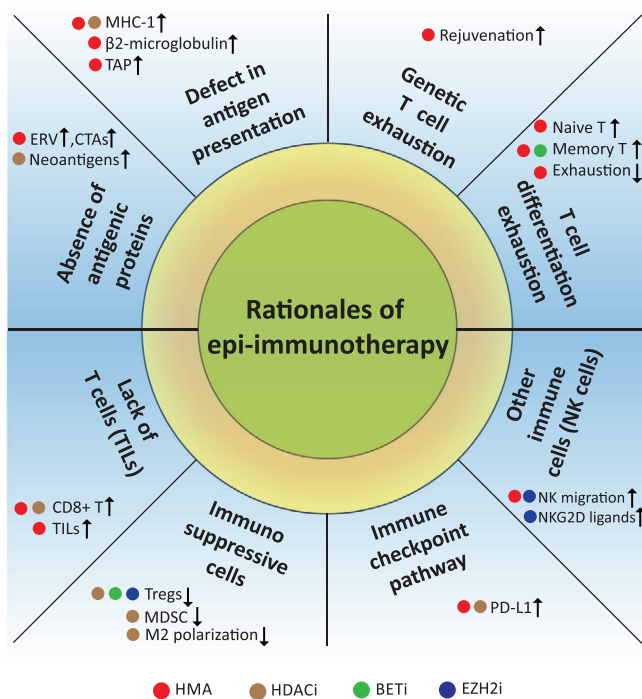 MHC-1↑
β2-microglobulin↑
TAP↑
Defect in
antigen
presentation
Rejuvenation↑
Genetic
T cell
exhaustion
ERV↑,CTAs↑
Neoantigens↑
Absence of
antigenic
proteins
Naive T↑
Memory T↑
Exhaustion↓
T cell
differentiation
exhaustion
Rationales of
epi-immunotherapy
Lack of
T cells (TILs)
CD8+ T↑
TILs↑
Other
immune
cells (NK cells)
NK migration↑
NKG2D ligands↑
Immuno
suppressive
cells
Tregs↓
MDSC↓
M2 polarization↓
Immune
checkpoint
pathway
PD-L1↑
HMA HDACi BETi EZH2i